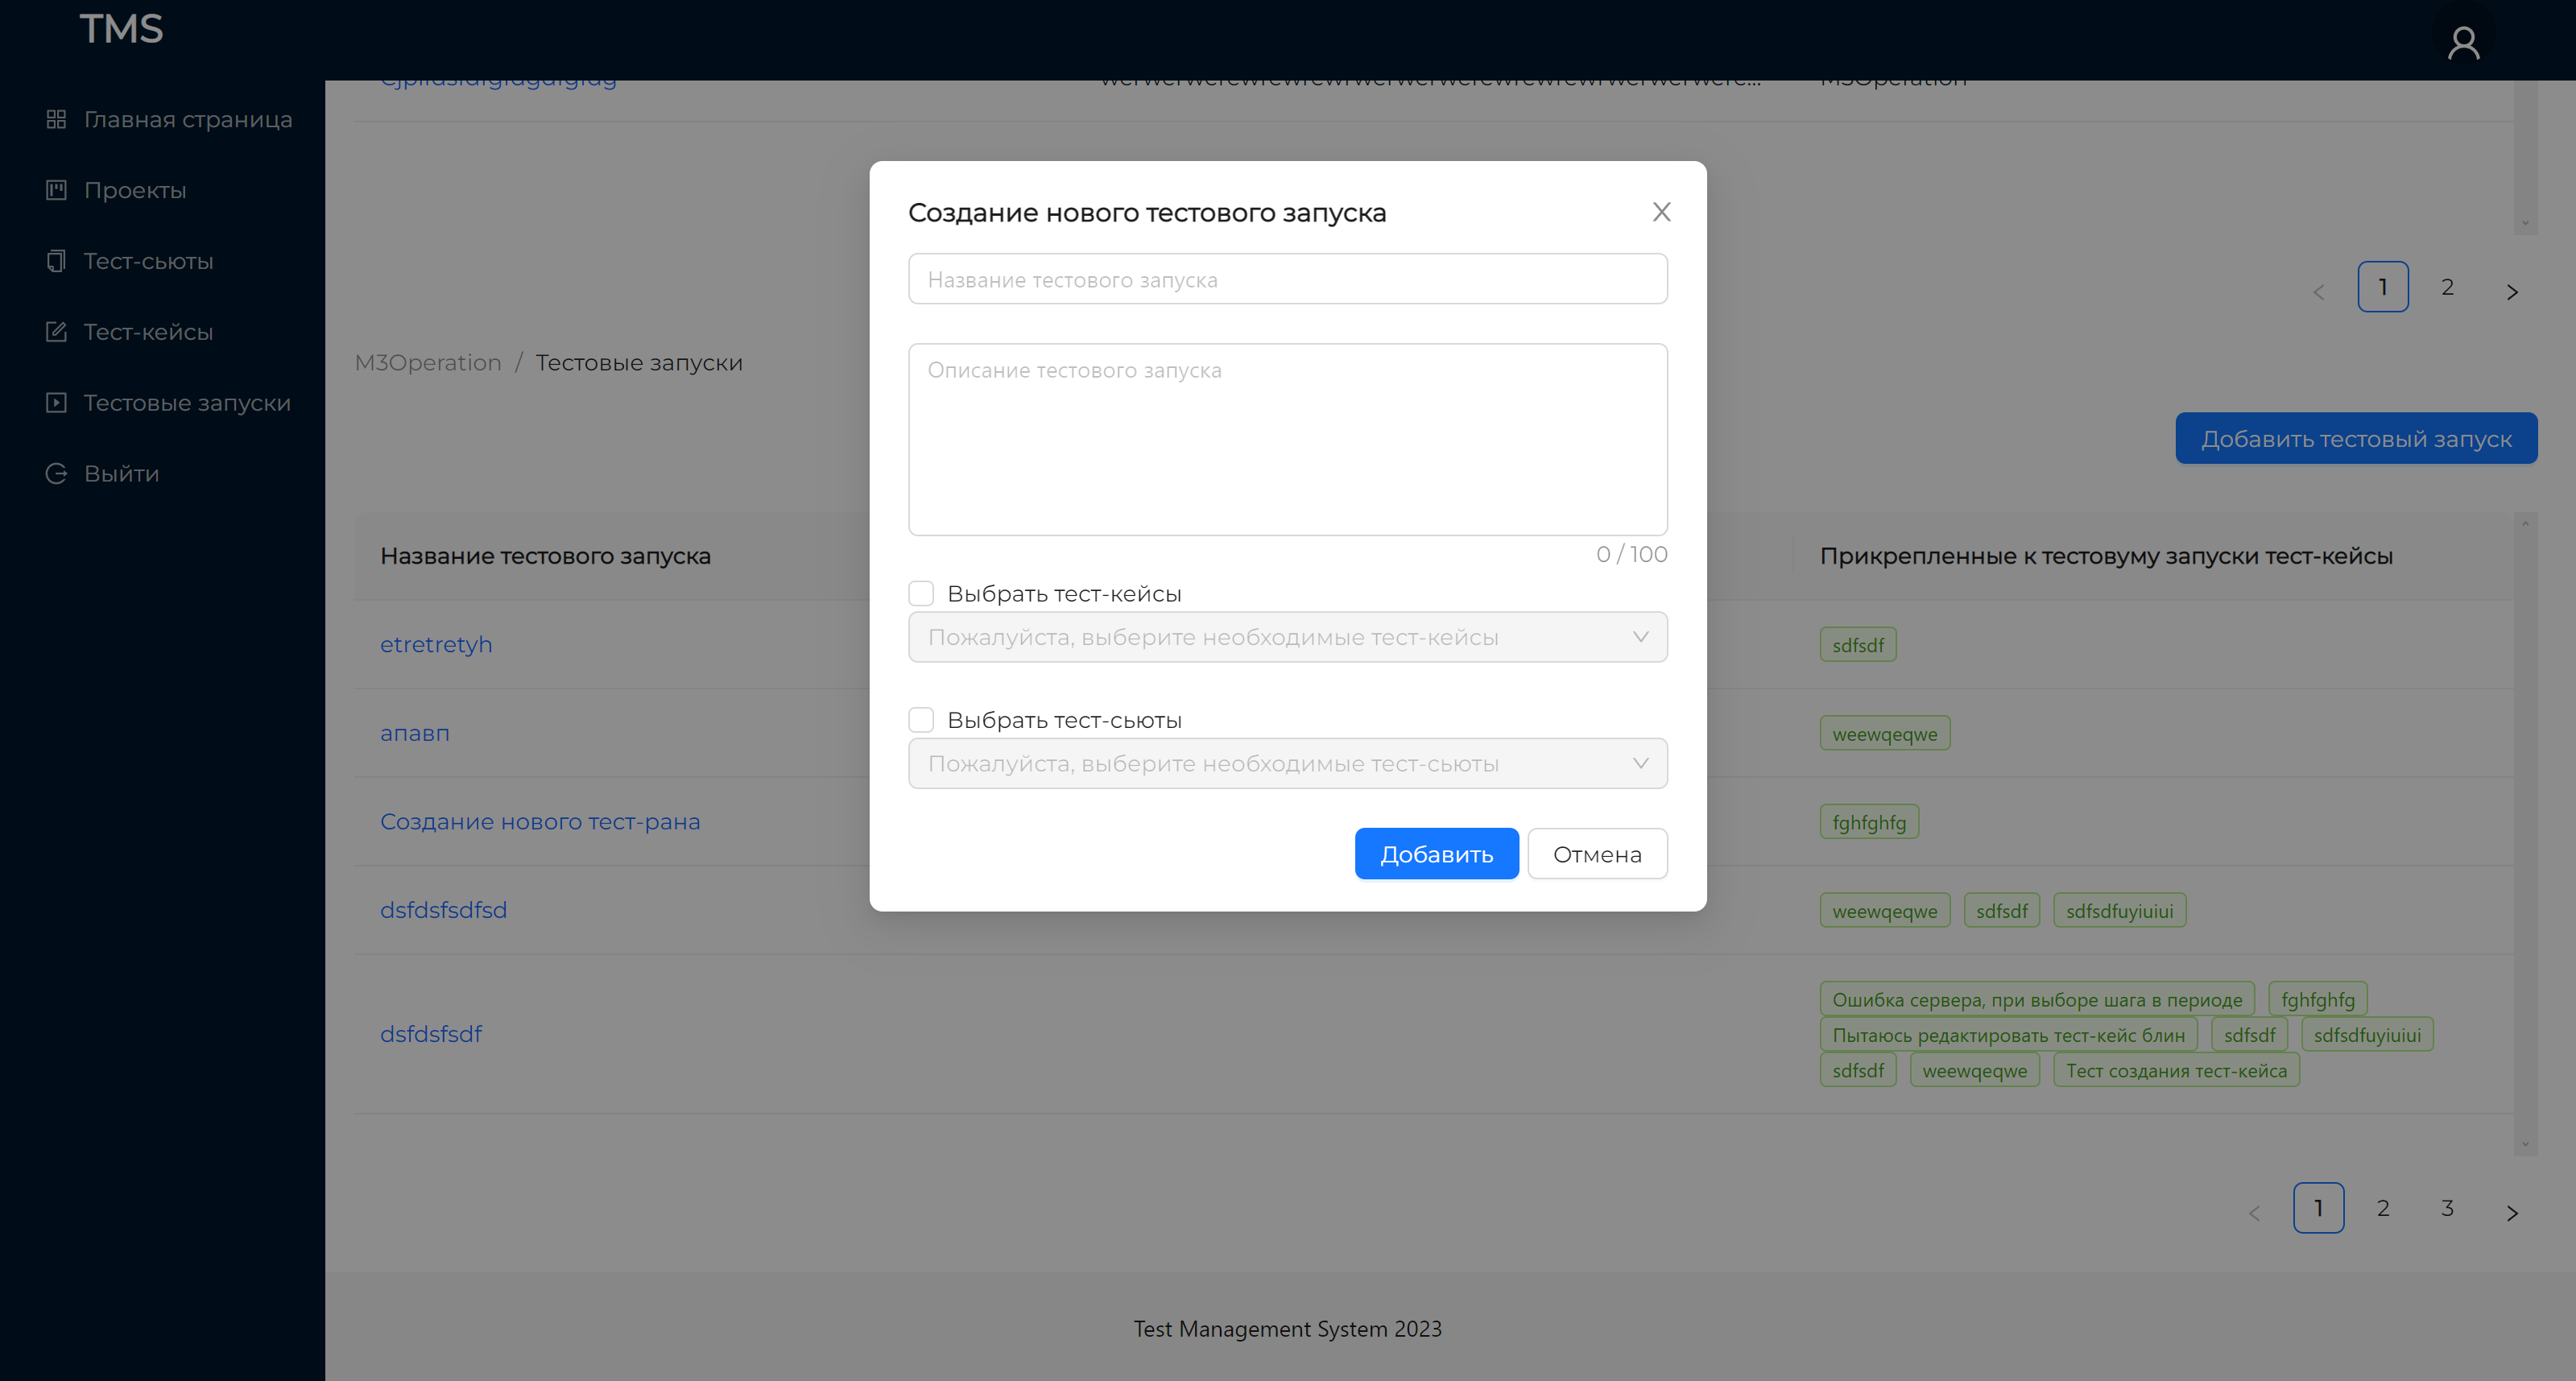 TMS
Главная страница
Проекты
Тест-сьюты
Тест-кейсы
Тестовые запуски
Выйти
M3Operation
1
2
M3Operation / Тестовые запуски
Добавить тестовый запуск
Создание нового тестового запуска
Название тестового запуска
Описание тестового запуска
0 / 100
Выбрать тест-кейсы
Пожалуйста, выберите необходимые тест-кейсы
Выбрать тест-сьюты
Пожалуйста, выберите необходимые тест-сьюты
Добавить
Отмена
Название тестового запуска
Прикрепленные к тестовуму запуски тест-кейсы
etretretyh
sdfsdf
апавп
weewqeqwe
Создание нового тест-рана
fghfghfg
dsfdsfsdfsd
weewqeqwe sdfsdf sdfsdfuyiuiui
dsfdsfsdf
Ошибка сервера, при выборе шага в периоде fghfghfg
Пытаюсь редактировать тест-кейс блин sdfsdf sdfsdfuyiuiui
sdfsdf weewqeqwe Тест создания тест-кейса
1
2
3
Test Management System 2023